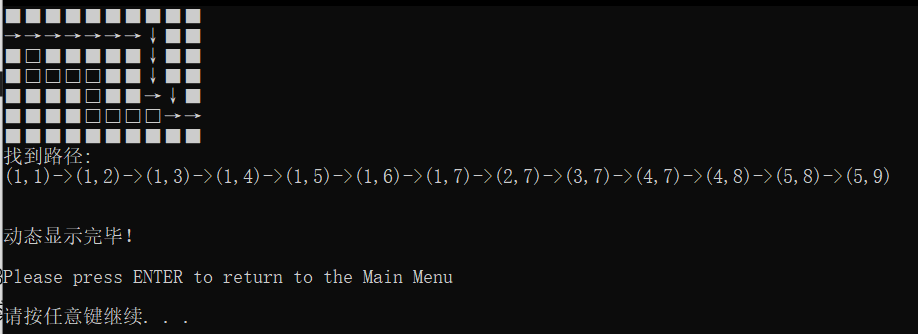 ■■■■■■■■■■
→→→→→→→↓■■
■□■■■■■↓■■
■□□□□■■↓■■
■■■■□■■→↓■
■■■■□□□□→→
■■■■■■■■■■
找到路径:
(1,1)->(1,2)->(1,3)->(1,4)->(1,5)->(1,6)->(1,7)->(2,7)->(3,7)->(4,7)->(4,8)->(5,8)->(5,9)
动态显示完毕!
Please press ENTER to return to the Main Menu
请按任意键继续. . .